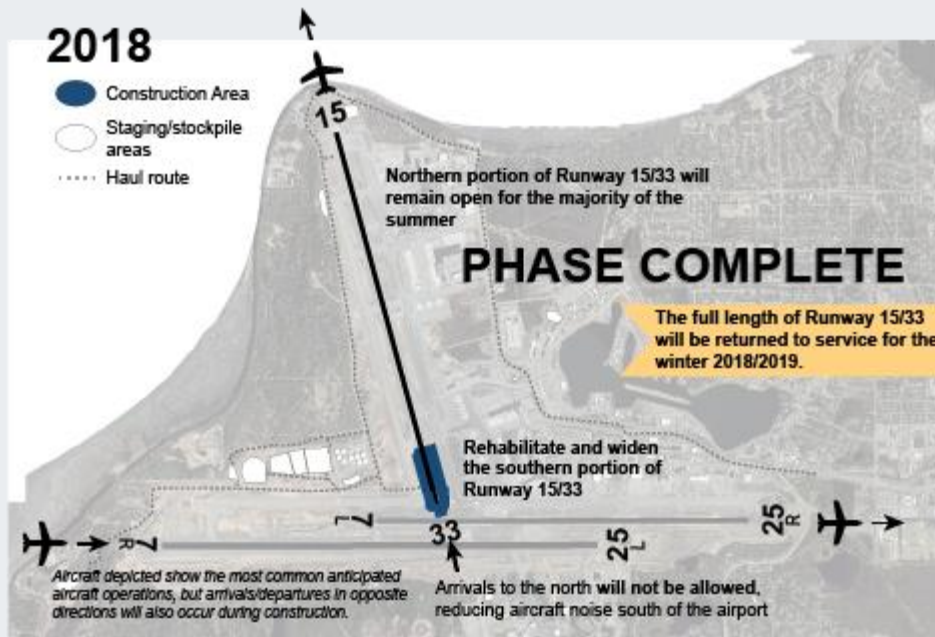 2018
Construction Area
Staging/stockpile
areas
Haul route
15
Northern portion of Runway 15/33 will
remain open for the majority of the
summer
PHASE COMPLETE
The full length of Runway 15/33
will be returned to service for the
winter 2018/2019.
Rehabilitate and widen
the southern portion of
Runway 15/33
7L
33
25R
7R
25L
Aircraft depicted show the most common anticipated
aircraft operations, but arrivals/departures in opposite
directions will also occur during construction.
Arrivals to the north will not be allowed,
reducing aircraft noise south of the airport